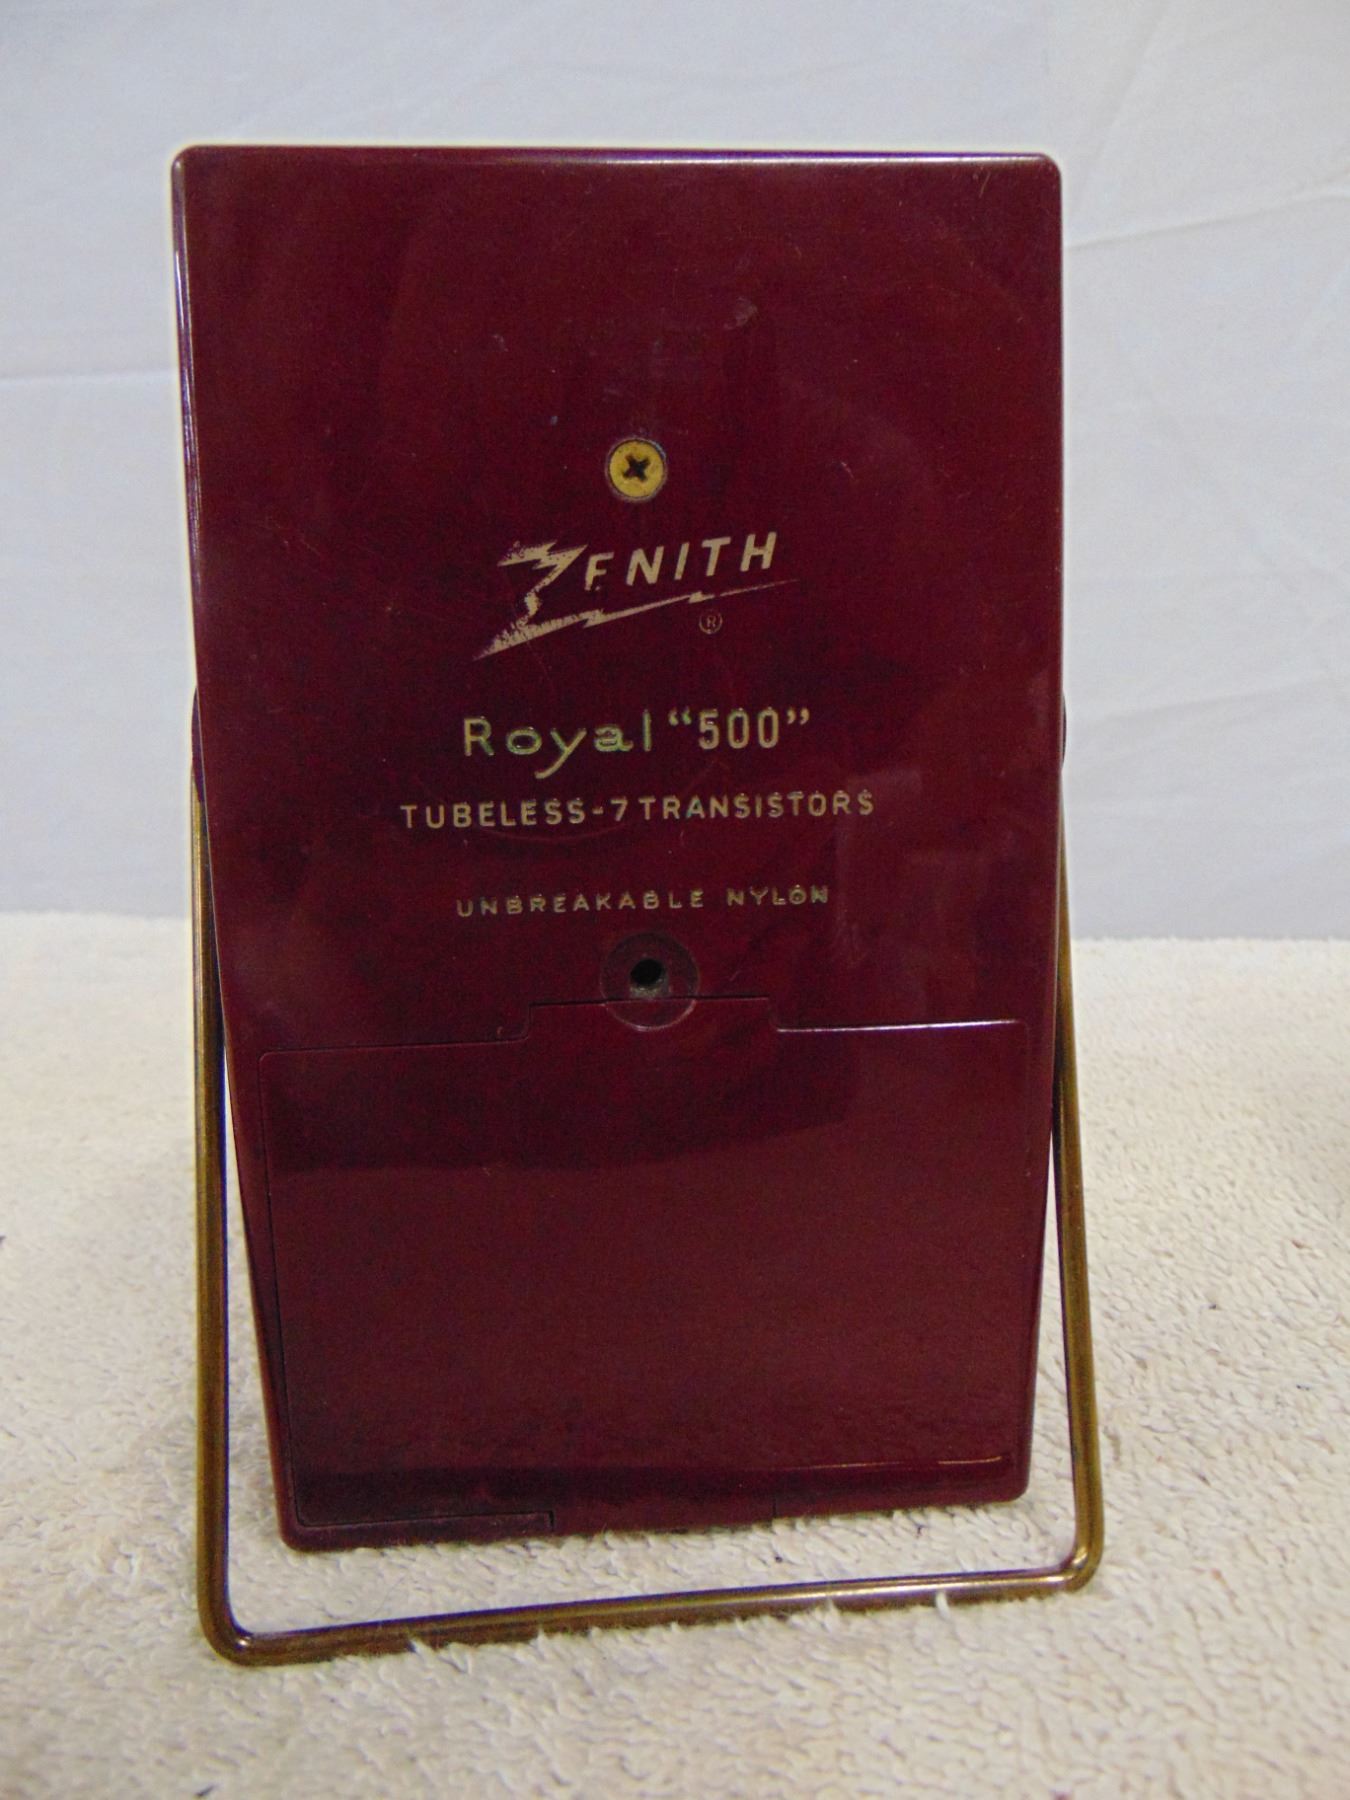 ZENITH
®
Royal “500”
TUBELESS-7 TRANSISTORS
UNBREAKABLE NYLON